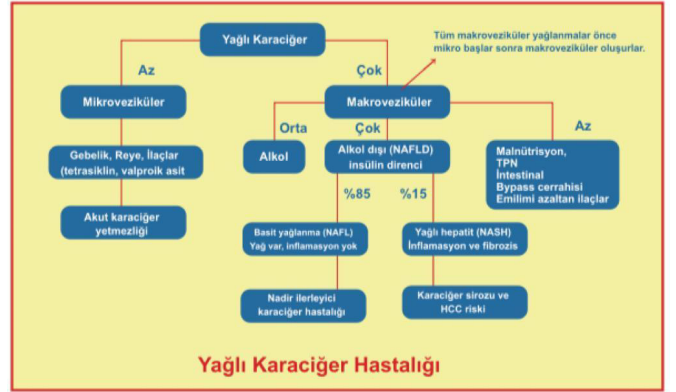 Yağlı Karaciğer
Tüm makroveziküler yağlanmalar önce
mikro başlar sonra makroveziküler oluşurlar.
Az
Çok
Mikroveziküler
Makroveziküler
Orta
Çok
Az
Gebelik, Reye, İlaçlar
(tetrasiklin, valproik asit
Alkol
Alkol dışı (NAFLD)
insülin direnci
Malnütrisyon,
TPN
İntestinal
Bypass cerrahisi
Emilimi azaltan ilaçlar
%85
%15
Akut karaciğer
yetmezliği
Basit yağlanma (NAFL)
Yağ var, inflamasyon yok
Yağlı hepatit (NASH)
İnflamasyon ve fibrozis
Nadir ilerleyici
karaciğer hastalığı
Karaciğer sirozu ve
HCC riski
Yağlı Karaciğer Hastalığı